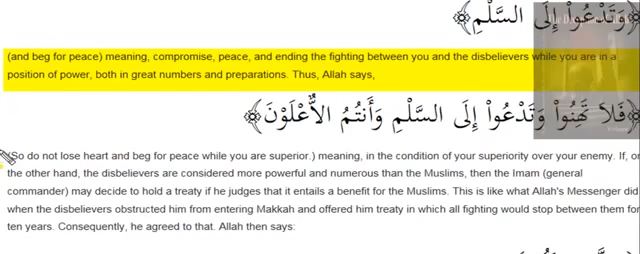 ﴿وَتَدْعُواْ إِلَى السَّلْمِ﴾
(and beg for peace) meaning, compromise, peace, and ending the fighting between you and the disbelievers while you are in a
position of power, both in great numbers and preparations. Thus, Allah says,
﴿فَلاَ تَهِنُواْ وَتَدْعُواْ إِلَى السَّلْمِ وَأَنتُمُ الاٌّعْلَوْنَ﴾
(So do not lose heart and beg for peace while you are superior.) meaning, in the condition of your superiority over your enemy. If, on
the other hand, the disbelievers are considered more powerful and numerous than the Muslims, then the Imam (general
commander) may decide to hold a treaty if he judges that it entails a benefit for the Muslims. This is like what Allah's Messenger did
when the disbelievers obstructed him from entering Makkah and offered him treaty in which all fighting would stop between them for
ten years. Consequently, he agreed to that. Allah then says: